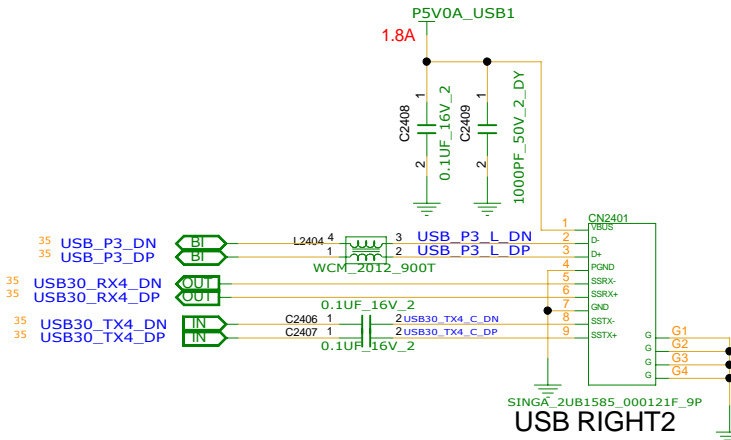 P5V0A_USB1
1.8A
1
1
C2408
0.1UF_16V_2
C2409
1000PF_50V_2_DY
2
2
CN2401
1 VBUS
35 USB_P3_DN BI L2404 4 3 USB_P3_L_DN 2 D-
35 USB_P3_DP BI 1 2 USB_P3_L_DP 3 D+
WCM_2012_900T 4 PGND
35 USB30_RX4_DN OUT 5 SSRX-
35 USB30_RX4_DP OUT 6 SSRX+
0.1UF_16V_2 7 GND
35 USB30_TX4_DN IN C2406 1 2 USB30_TX4_C_DN 8 SSTX-
35 USB30_TX4_DP IN C2407 1 2 USB30_TX4_C_DP 9 SSTX+
0.1UF_16V_2
G G1
G G2
G G3
G G4
SINGA_2UB1585_000121F_9P
USB RIGHT2